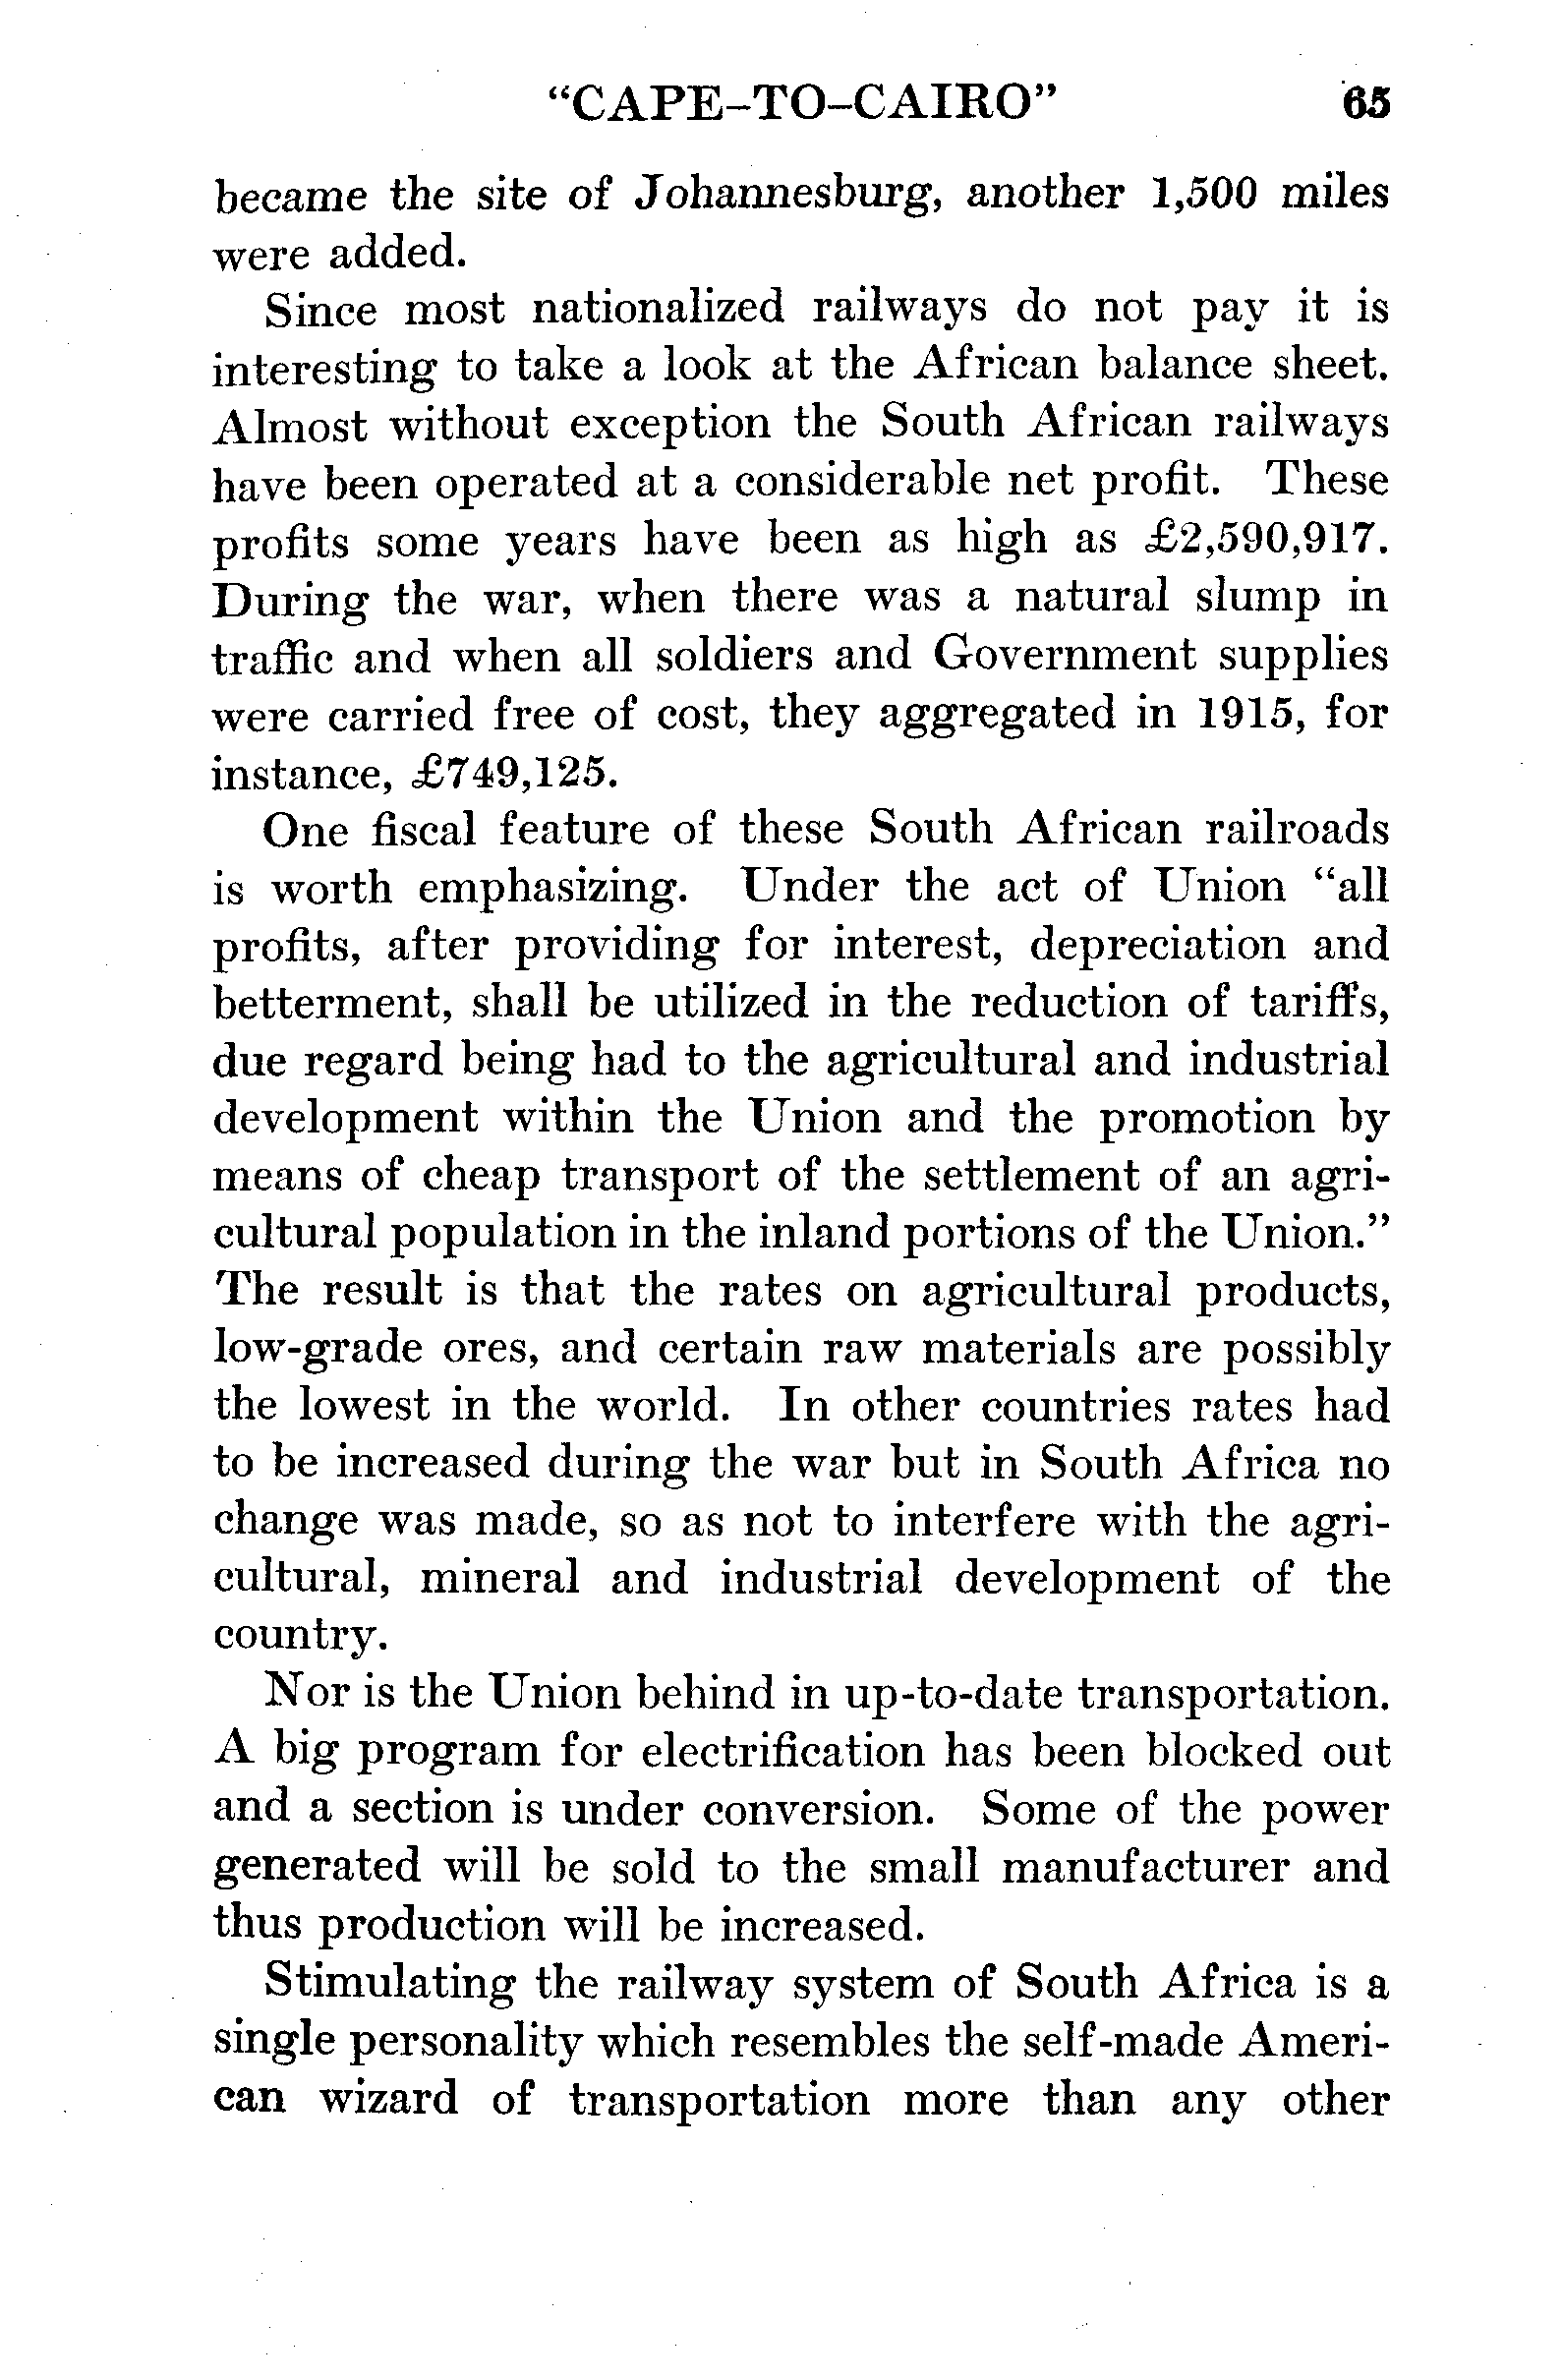 "CAPE-TO-CAIRO" 65
became the site of Johannesburg, another 1,500 miles
were added.
Since most nationalized railways do not pay it is
interesting to take a look at the African balance sheet.
Almost without exception the South African railways
have been operated at a considerable net profit. These
profits some years have been as high as £2,590,917.
During the war, when there was a natural slump in
traffic and when all soldiers and Government supplies
were carried free of cost, they aggregated in 1915, for
instance, £749,125.
One fiscal feature of these South African railroads
is worth emphasizing. Under the act of Union "all
profits, after providing for interest, depreciation and
betterment, shall be utilized in the reduction of tariffs,
due regard being had to the agricultural and industrial
development within the Union and the promotion by
means of cheap transport of the settlement of an agri-
cultural population in the inland portions of the Union."
The result is that the rates on agricultural products,
low-grade ores, and certain raw materials are possibly
the lowest in the world. In other countries rates had
to be increased during the war but in South Africa no
change was made, so as not to interfere with the agri-
cultural, mineral and industrial development of the
country.
Nor is the Union behind in up-to-date transportation.
A big program for electrification has been blocked out
and a section is under conversion. Some of the power
generated will be sold to the small manufacturer and
thus production will be increased.
Stimulating the railway system of South Africa is a
single personality which resembles the self-made Ameri-
can wizard of transportation more than any other